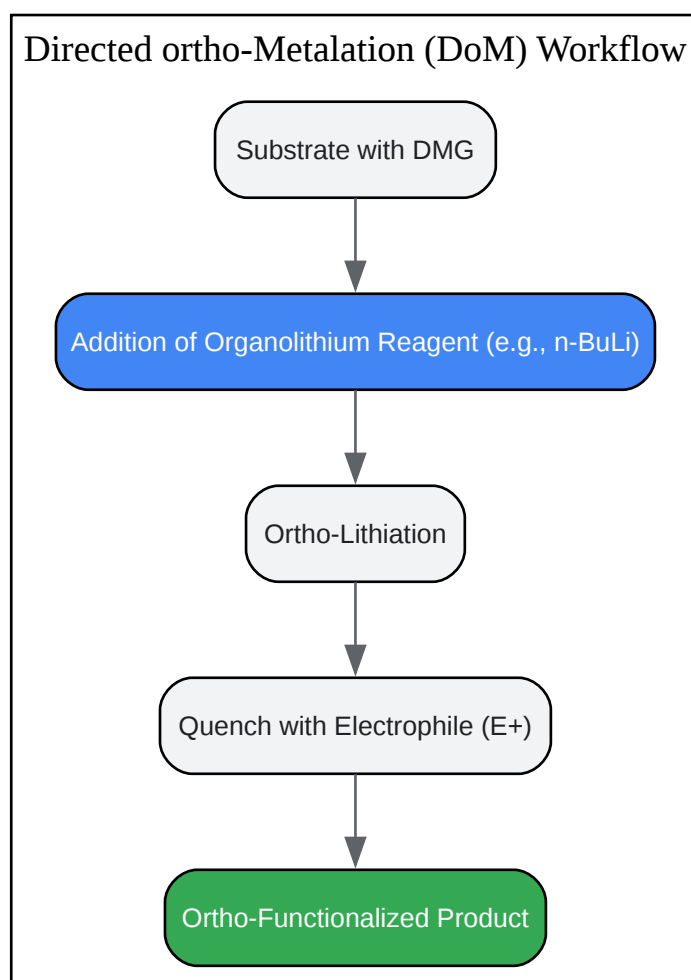 Directed ortho-Metalation (DoM) Workflow
Substrate with DMG
Addition of Organolithium Reagent (e.g., n-BuLi)
Ortho-Lithiation
Quench with Electrophile (E+)
Ortho-Functionalized Product